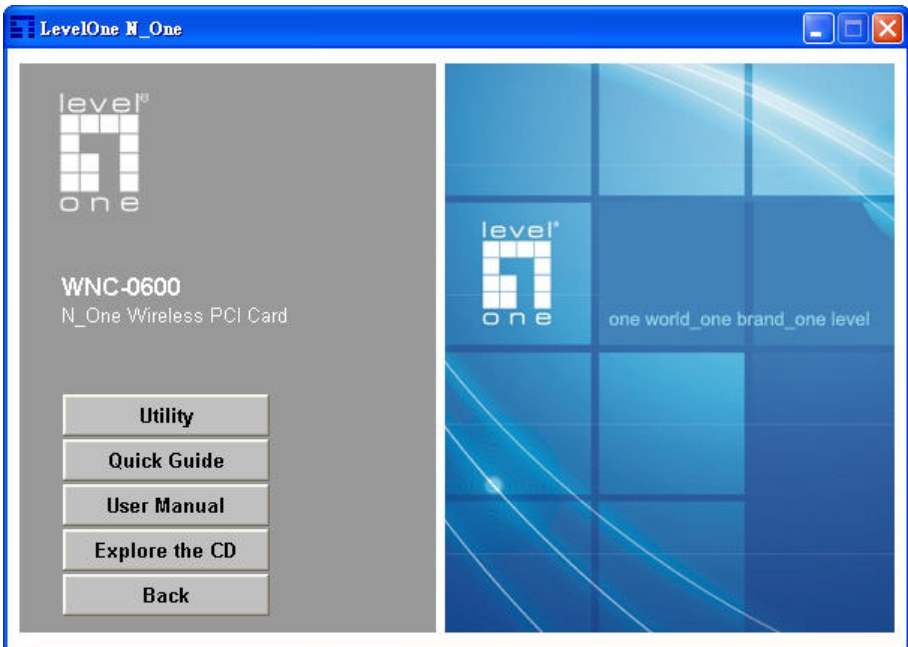 LevelOne N_One
level®
one
WNC-0600
N_One Wireless PCI Card
Utility
Quick Guide
User Manual
Explore the CD
Back
level®
one
one world_one brand_one level